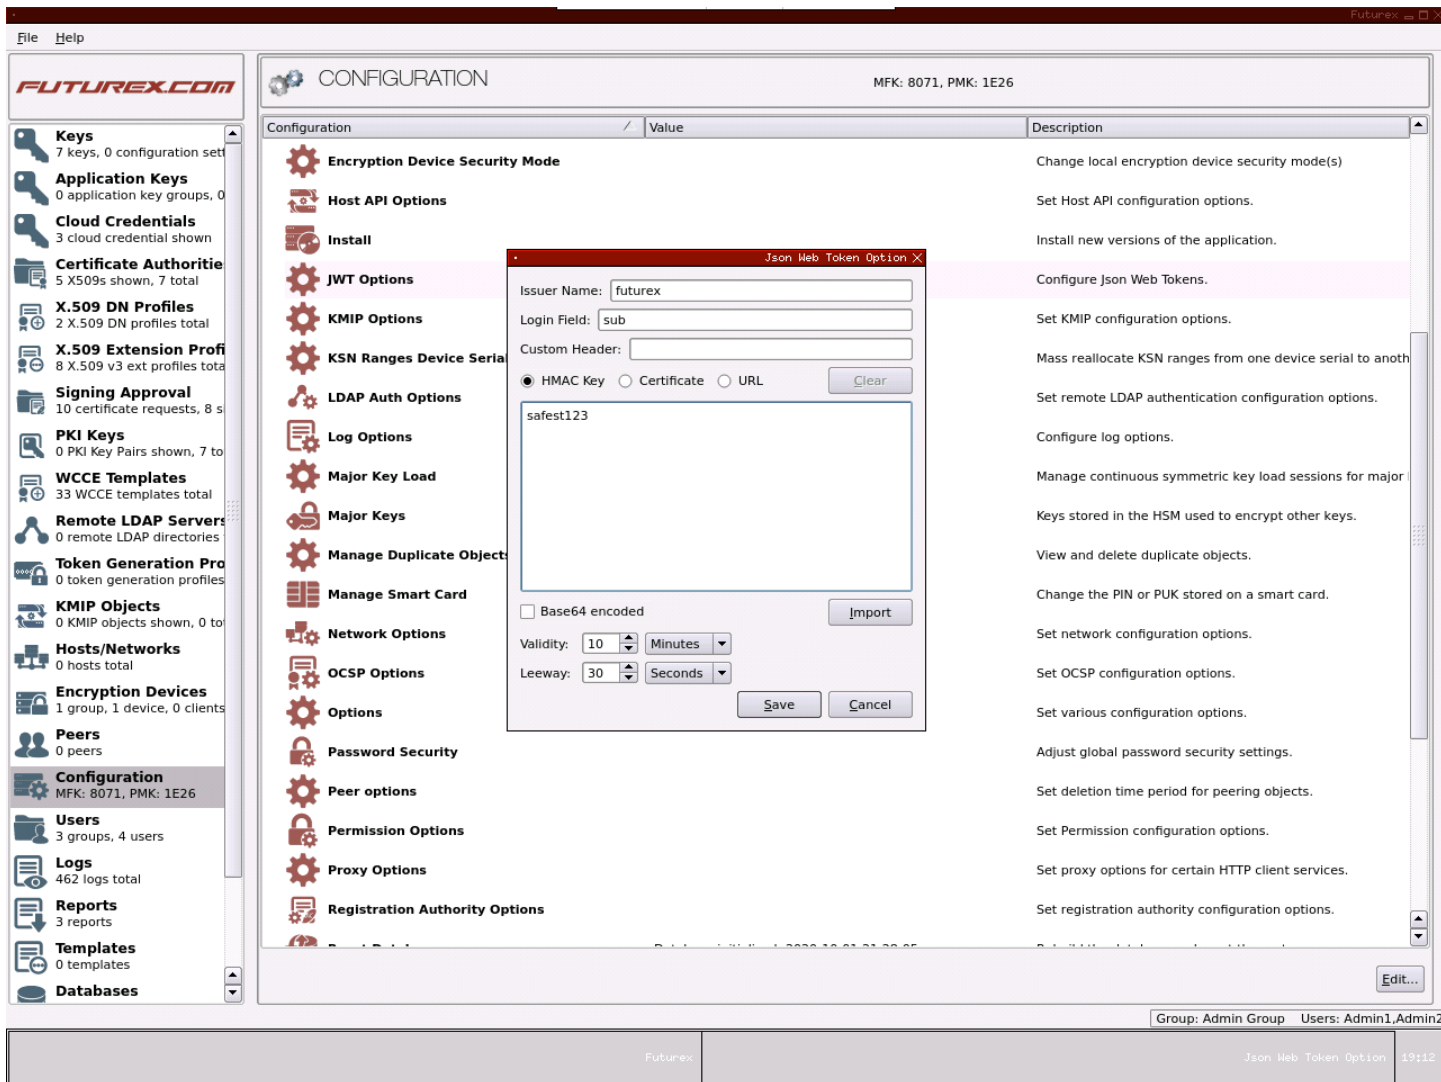 Futurex
File Help
FUTUREX.COM
CONFIGURATION
MFK: 8071, PMK: 1E26
Keys
7 keys, 0 configuration sett
Application Keys
0 application key groups, 0
Cloud Credentials
3 cloud credential shown
Certificate Authoritie
5 X509s shown, 7 total
X.509 DN Profiles
2 X.509 DN profiles total
X.509 Extension Profi
8 X.509 v3 ext profiles tota
Signing Approval
10 certificate requests, 8 si
PKI Keys
0 PKI Key Pairs shown, 7 to
WCCE Templates
33 WCCE templates total
Remote LDAP Servers
0 remote LDAP directories
Token Generation Pro
0 token generation profiles
KMIP Objects
0 KMIP objects shown, 0 to
Hosts/Networks
0 hosts total
Encryption Devices
1 group, 1 device, 0 clients
Peers
0 peers
Configuration
MFK: 8071, PMK: 1E26
Users
3 groups, 4 users
Logs
462 logs total
Reports
3 reports
Templates
0 templates
Databases
Configuration Value Description
Encryption Device Security Mode Change local encryption device security mode(s)
Host API Options Set Host API configuration options.
Install Install new versions of the application.
JWT Options Configure Json Web Tokens.
KMIP Options Set KMIP configuration options.
KSN Ranges Device Serial Mass reallocate KSN ranges from one device serial to anoth
LDAP Auth Options Set remote LDAP authentication configuration options.
Log Options Configure log options.
Major Key Load Manage continuous symmetric key load sessions for major
Major Keys Keys stored in the HSM used to encrypt other keys.
Manage Duplicate Objects View and delete duplicate objects.
Manage Smart Card Change the PIN or PUK stored on a smart card.
Network Options Set network configuration options.
OCSP Options Set OCSP configuration options.
Options Set various configuration options.
Password Security Adjust global password security settings.
Peer options Set deletion time period for peering objects.
Permission Options Set Permission configuration options.
Proxy Options Set proxy options for certain HTTP client services.
Registration Authority Options Set registration authority configuration options.
Json Web Token Option
Issuer Name: futurex
Login Field: sub
Custom Header:
HMAC Key Certificate URL Clear
safest123
Base64 encoded Import
Validity: 10 Minutes
Leeway: 30 Seconds
Save Cancel
Edit...
Group: Admin Group Users: Admin1,Admin2
Futurex Json Web Token Option 19:12